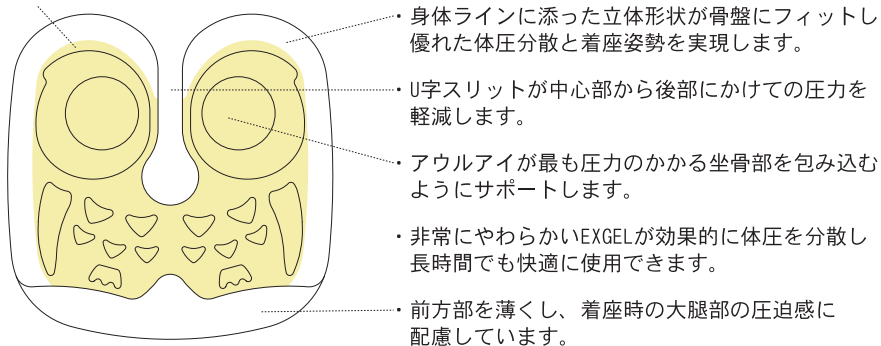 ・身体ラインに添った立体形状が骨盤にフィットし
優れた体圧分散と着座姿勢を実現します。
・U字スリットが中心部から後部にかけての圧力を
軽減します。
・アウルアイが最も圧力のかかる坐骨部を包み込む
ようにサポートします。
・非常にやわらかいEXGELが効果的に体圧を分散し
長時間でも快適に使用できます。
・前方部を薄くし、着座時の大腿部の圧迫感に
配慮しています。